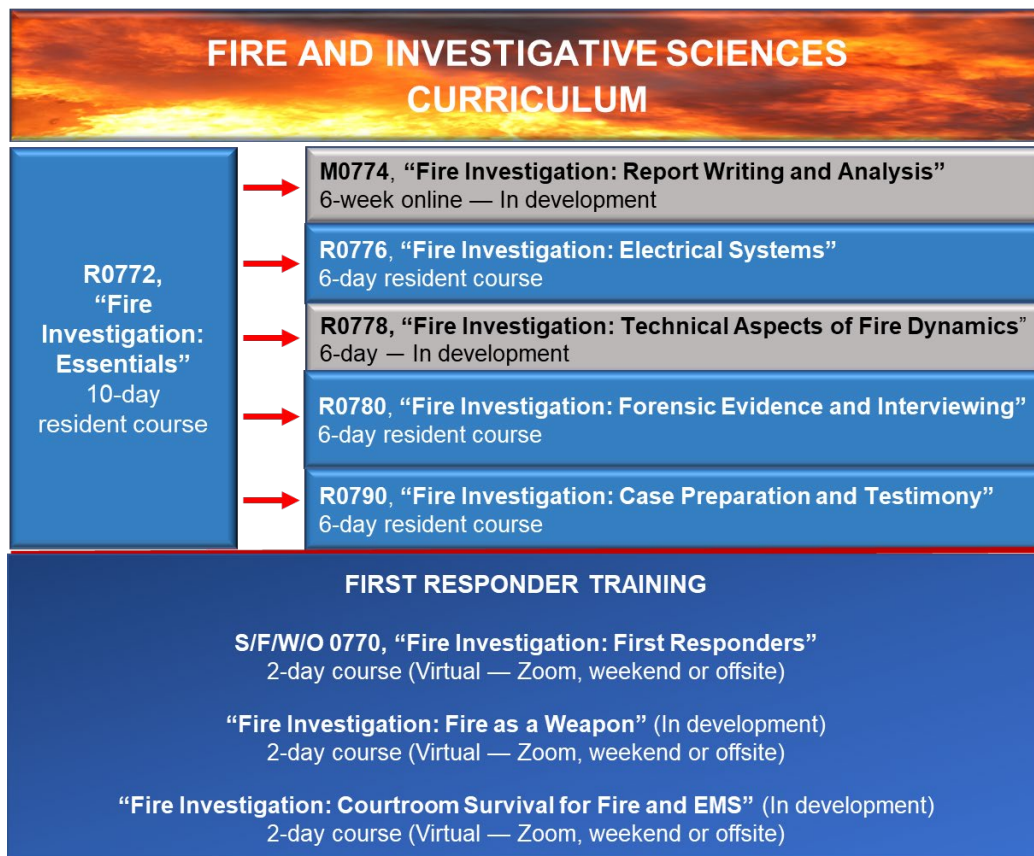 FIRE AND INVESTIGATIVE SCIENCES
CURRICULUM
R0772,
“Fire
Investigation:
Essentials”
10-day
resident course
M0774, “Fire Investigation: Report Writing and Analysis”
6-week online — In development
R0776, “Fire Investigation: Electrical Systems”
6-day resident course
R0778, “Fire Investigation: Technical Aspects of Fire Dynamics”
6-day — In development
R0780, “Fire Investigation: Forensic Evidence and Interviewing”
6-day resident course
R0790, “Fire Investigation: Case Preparation and Testimony”
6-day resident course
FIRST RESPONDER TRAINING
S/F/W/O 0770, “Fire Investigation: First Responders”
2-day course (Virtual — Zoom, weekend or offsite)
“Fire Investigation: Fire as a Weapon” (In development)
2-day course (Virtual — Zoom, weekend or offsite)
“Fire Investigation: Courtroom Survival for Fire and EMS” (In development)
2-day course (Virtual — Zoom, weekend or offsite)